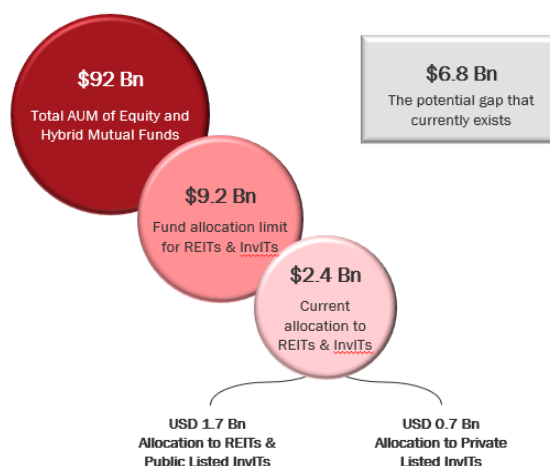 $92 Bn
Total AUM of Equity and
Hybrid Mutual Funds
$6.8 Bn
The potential gap that
currently exists
$9.2 Bn
Fund allocation limit
for REITs & InvITs
$2.4 Bn
Current
allocation to
REITs & InvITs
USD 1.7 Bn
Allocation to REITs &
Public Listed InvITs
USD 0.7 Bn
Allocation to Private
Listed InvITs